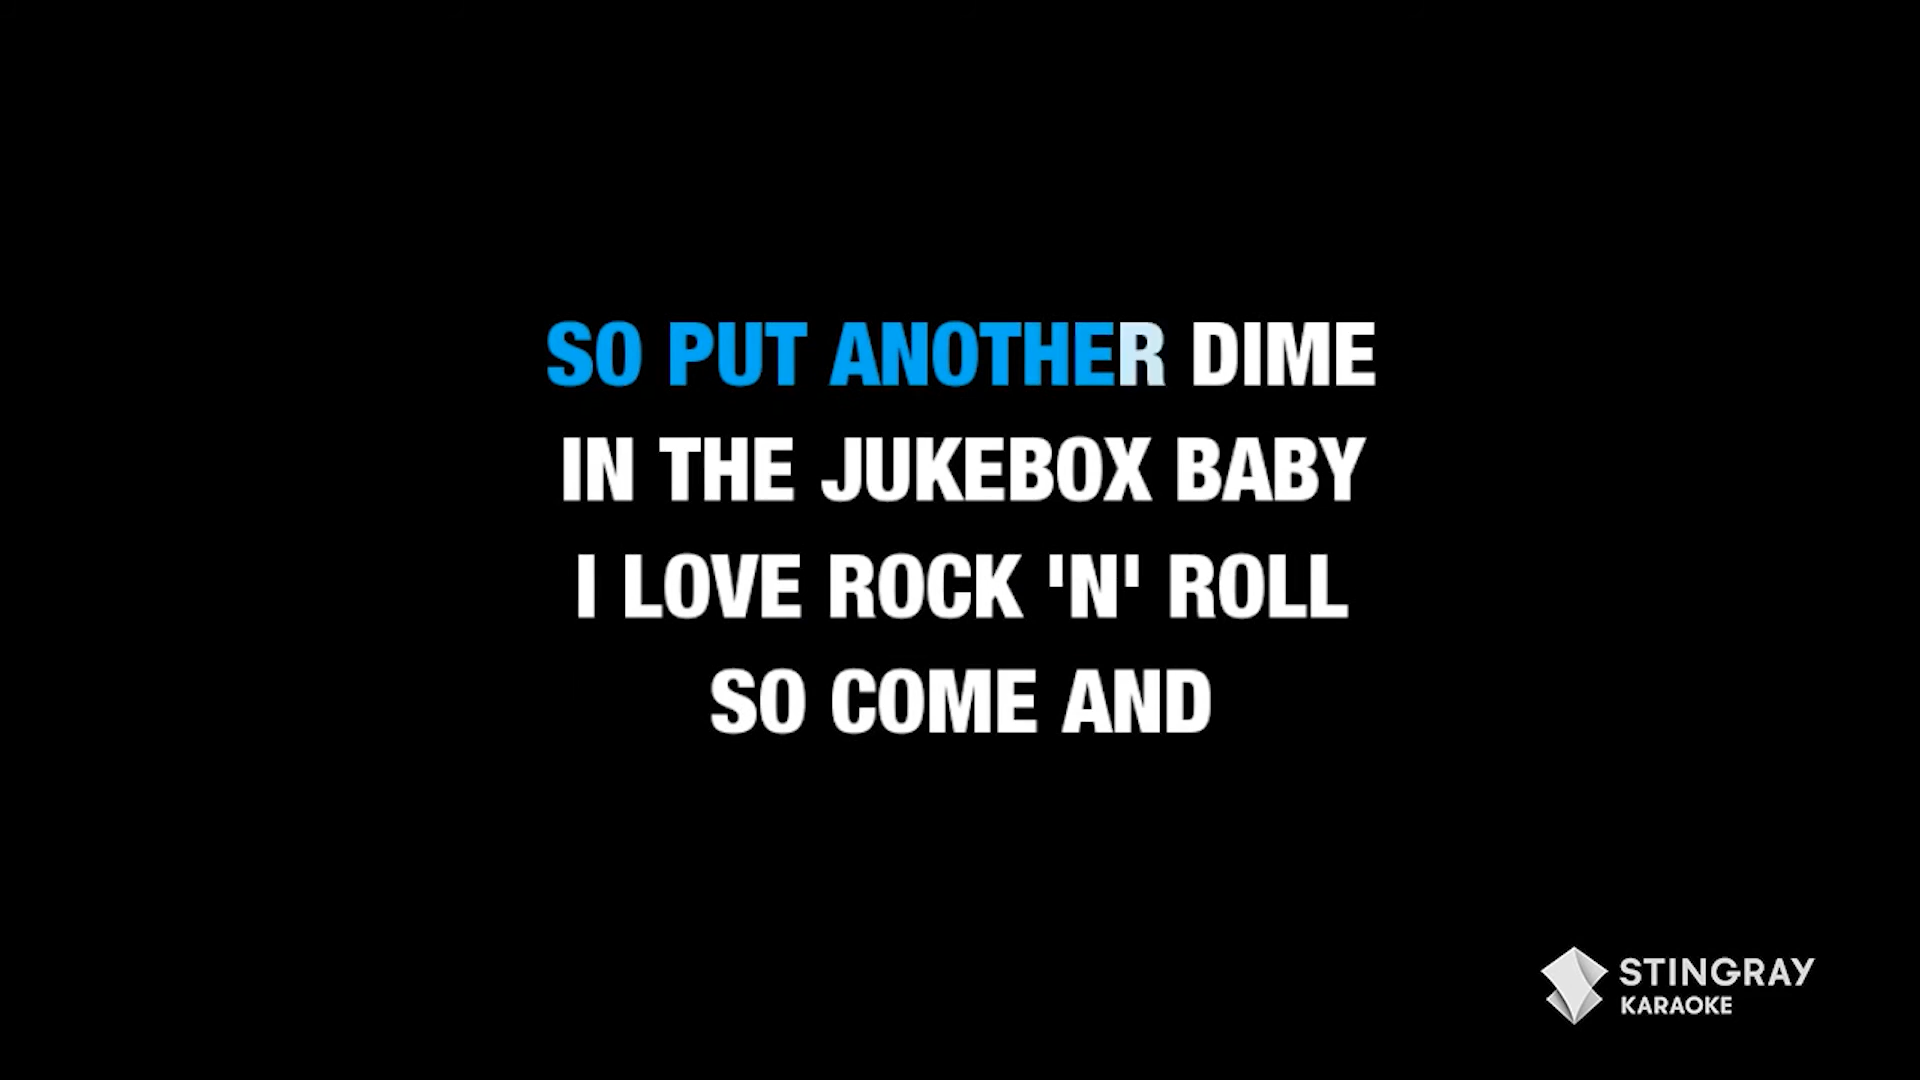 SO PUT ANOTHER DIME
IN THE JUKEBOX BABY
I LOVE ROCK 'N' ROLL
SO COME AND
STINGRAY
KARAOKE